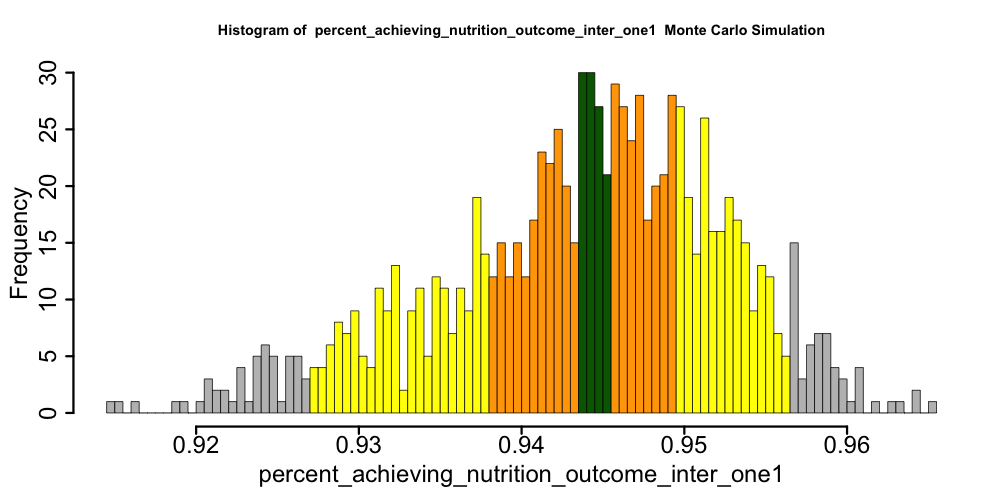 Histogram of  percent_achieving_nutrition_outcome_inter_one1  Monte Carlo Simulation
Frequency
30
25
20
15
10
5
0
0.92 0.93 0.94 0.95 0.96
percent_achieving_nutrition_outcome_inter_one1